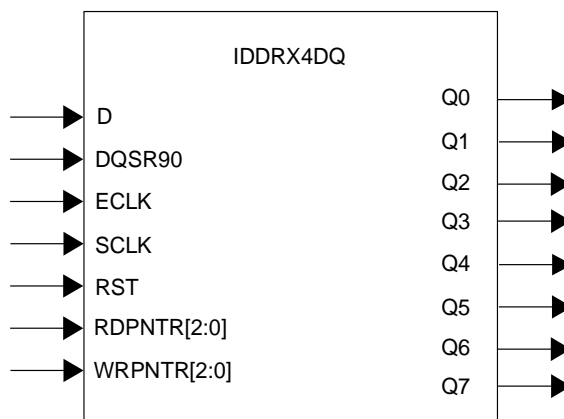 IDDRX4DQ
D
DQSR90
ECLK
SCLK
RST
RDPNTR[2:0]
WRPNTR[2:0]
Q0
Q1
Q2
Q3
Q4
Q5
Q6
Q7